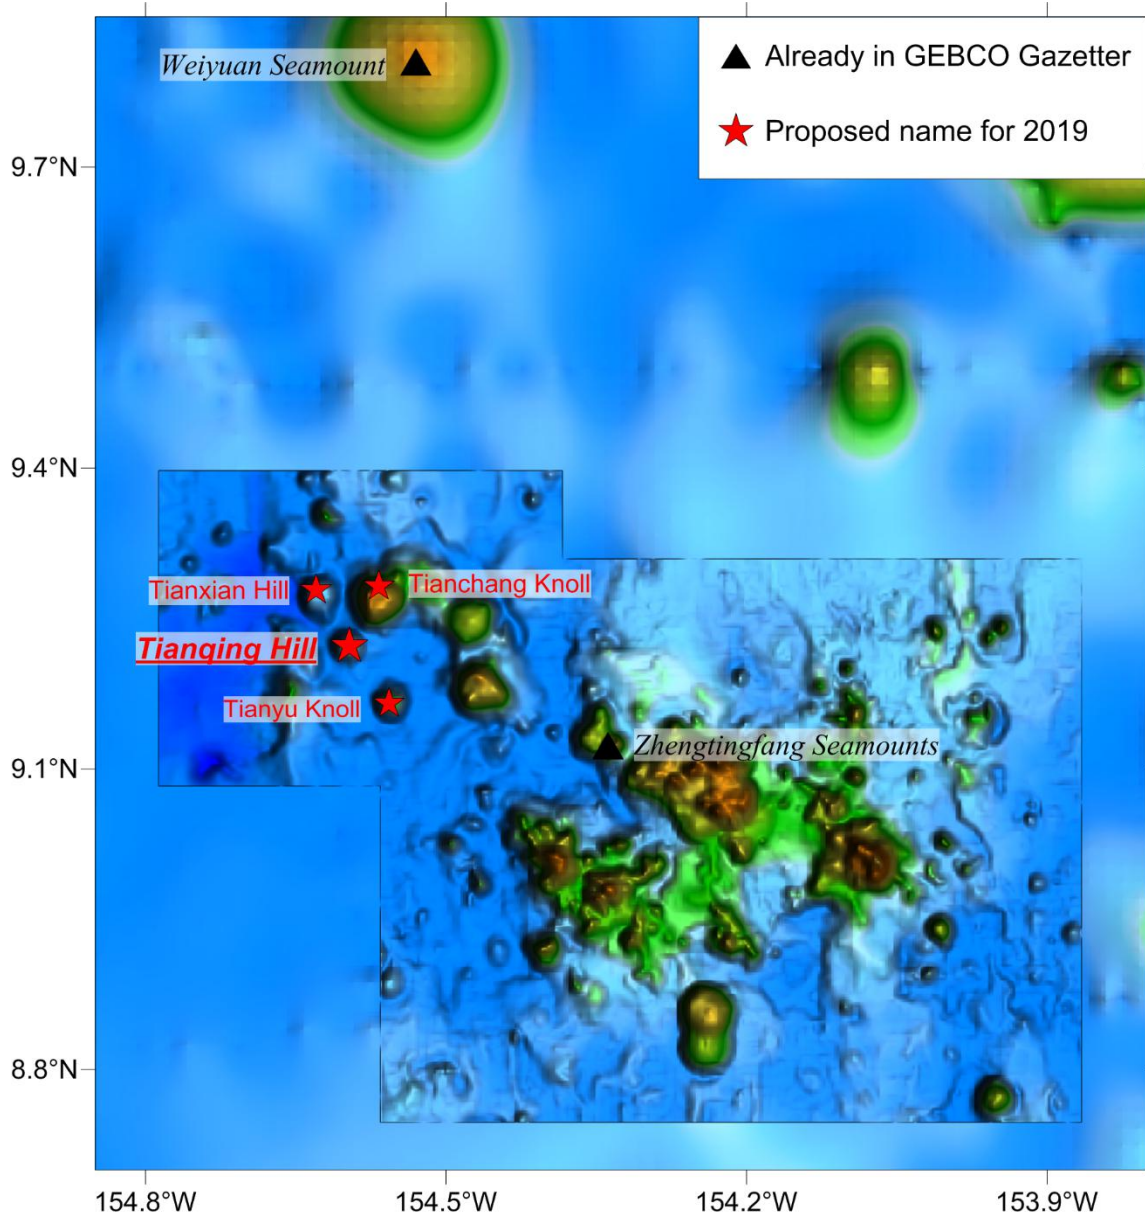 Weiyuan Seamount
Already in GEBCO Gazetter
Proposed name for 2019
9.7°N
9.4°N
Tianxian Hill
Tianchang Knoll
Tianqing Hill
Tianyu Knoll
Zhengtingfang Seamounts
9.1°N
8.8°N
154.8°W
154.5°W
154.2°W
153.9°W